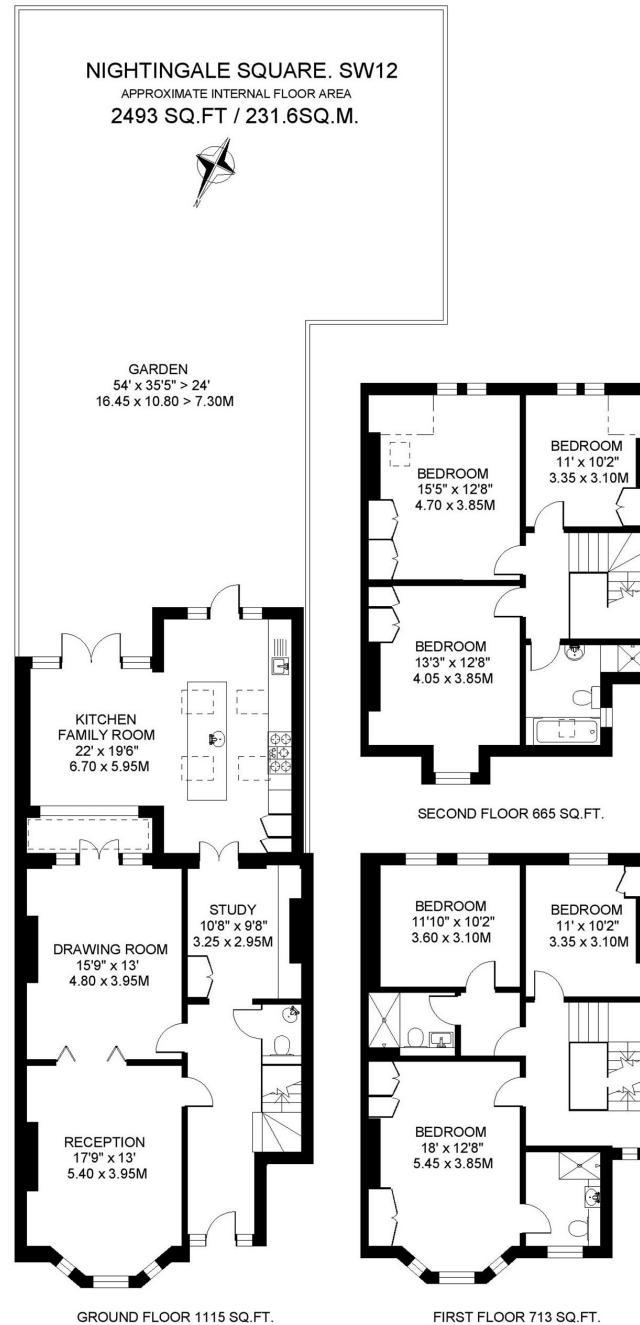 NIGHTINGALE SQUARE. SW12
APPROXIMATE INTERNAL FLOOR AREA
2493 SQ.FT / 231.6SQ.M.
N
GARDEN
54' x 35'5" > 24'
16.45 x 10.80 > 7.30M
KITCHEN
FAMILY ROOM
22' x 19'6"
6.70 x 5.95M
STUDY
10'8" x 9'8"
3.25 x 2.95M
DRAWING ROOM
15'9" x 13'
4.80 x 3.95M
RECEPTION
17'9" x 13'
5.40 x 3.95M
GROUND FLOOR 1115 SQ.FT.
BEDROOM
15'5" x 12'8"
4.70 x 3.85M
BEDROOM
11' x 10'2"
3.35 x 3.10M
BEDROOM
13'3" x 12'8"
4.05 x 3.85M
SECOND FLOOR 665 SQ.FT.
BEDROOM
11'10" x 10'2"
3.60 x 3.10M
BEDROOM
11' x 10'2"
3.35 x 3.10M
BEDROOM
18' x 12'8"
5.45 x 3.85M
FIRST FLOOR 713 SQ.FT.